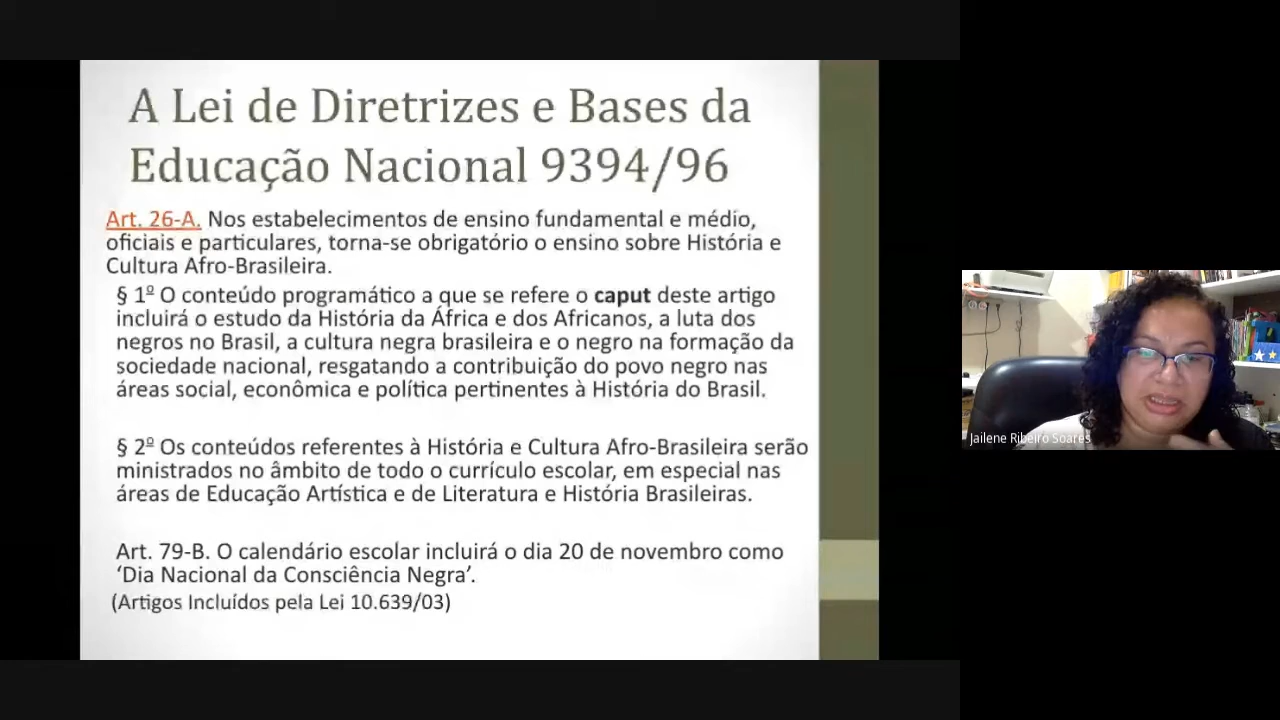 A Lei de Diretrizes e Bases da
Educação Nacional 9394/96
Art. 26-A. Nos estabelecimentos de ensino fundamental e médio,
oficiais e particulares, torna-se obrigatório o ensino sobre História e
Cultura Afro-Brasileira.
§ 1º O conteúdo programático a que se refere o caput deste artigo
incluirá o estudo da História da África e dos Africanos, a luta dos
negros no Brasil, a cultura negra brasileira e o negro na formação da
sociedade nacional, resgatando a contribuição do povo negro nas
áreas social, econômica e política pertinentes à História do Brasil.
§ 2º Os conteúdos referentes à História e Cultura Afro-Brasileira serão
ministrados no âmbito de todo o currículo escolar, em especial nas
áreas de Educação Artística e de Literatura e História Brasileiras.
Art. 79-B. O calendário escolar incluirá o dia 20 de novembro como
‘Dia Nacional da Consciência Negra’.
(Artigos Incluídos pela Lei 10.639/03)
Jailene Ribeiro Soares